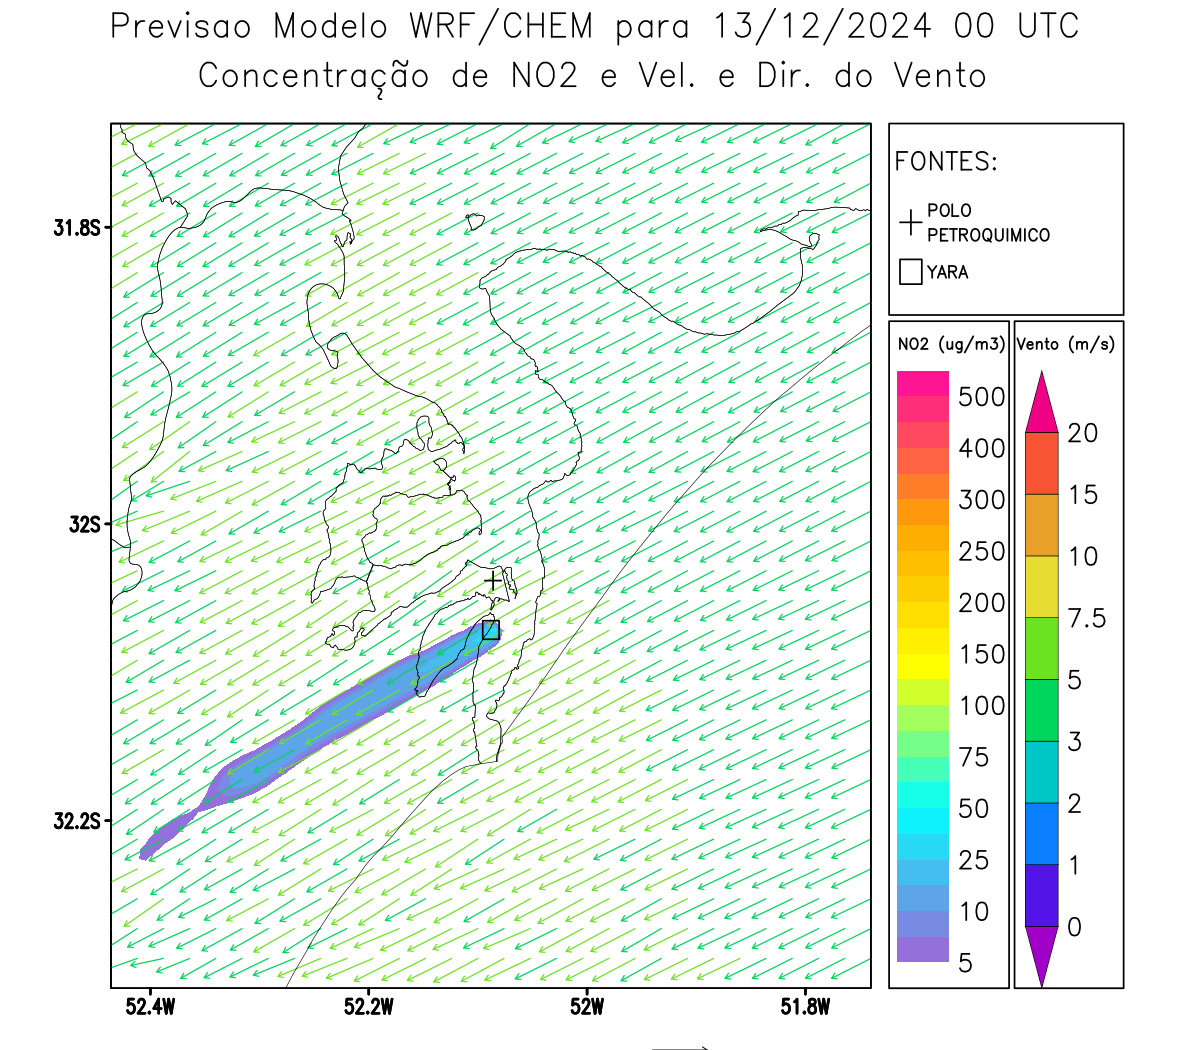 Previsao Modelo WRF/CHEM para 13/12/2024 00 UTC
Concentração de NO2 e Vel. e Dir. do Vento
FONTES:
POLO
PETROQUIMICO
YARA
NO2 (ug/m3)
500
400
300
250
200
150
100
75
50
25
10
5
Vento (m/s)
20
15
10
7.5
5
3
2
1
0
31.8S
32S
32.2S
52.4W
52.2W
52W
51.8W